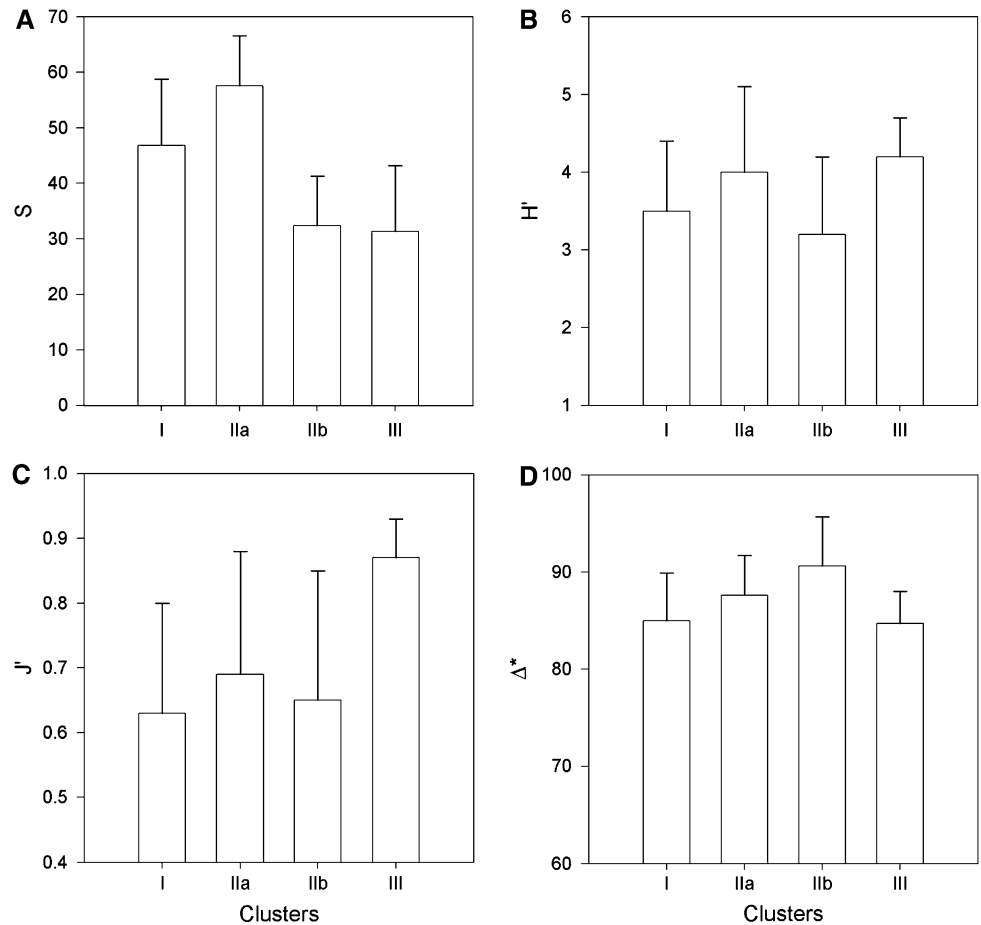 A
70
60
50
40
30
20
10
0
S
I IIa IIb III
B
6
5
4
3
2
1
H'
I IIa IIb III
C
1.0
0.9
0.8
0.7
0.6
0.5
0.4
J'
I IIa IIb III
Clusters
D
100
90
80
70
60
Δ*
I IIa IIb III
Clusters